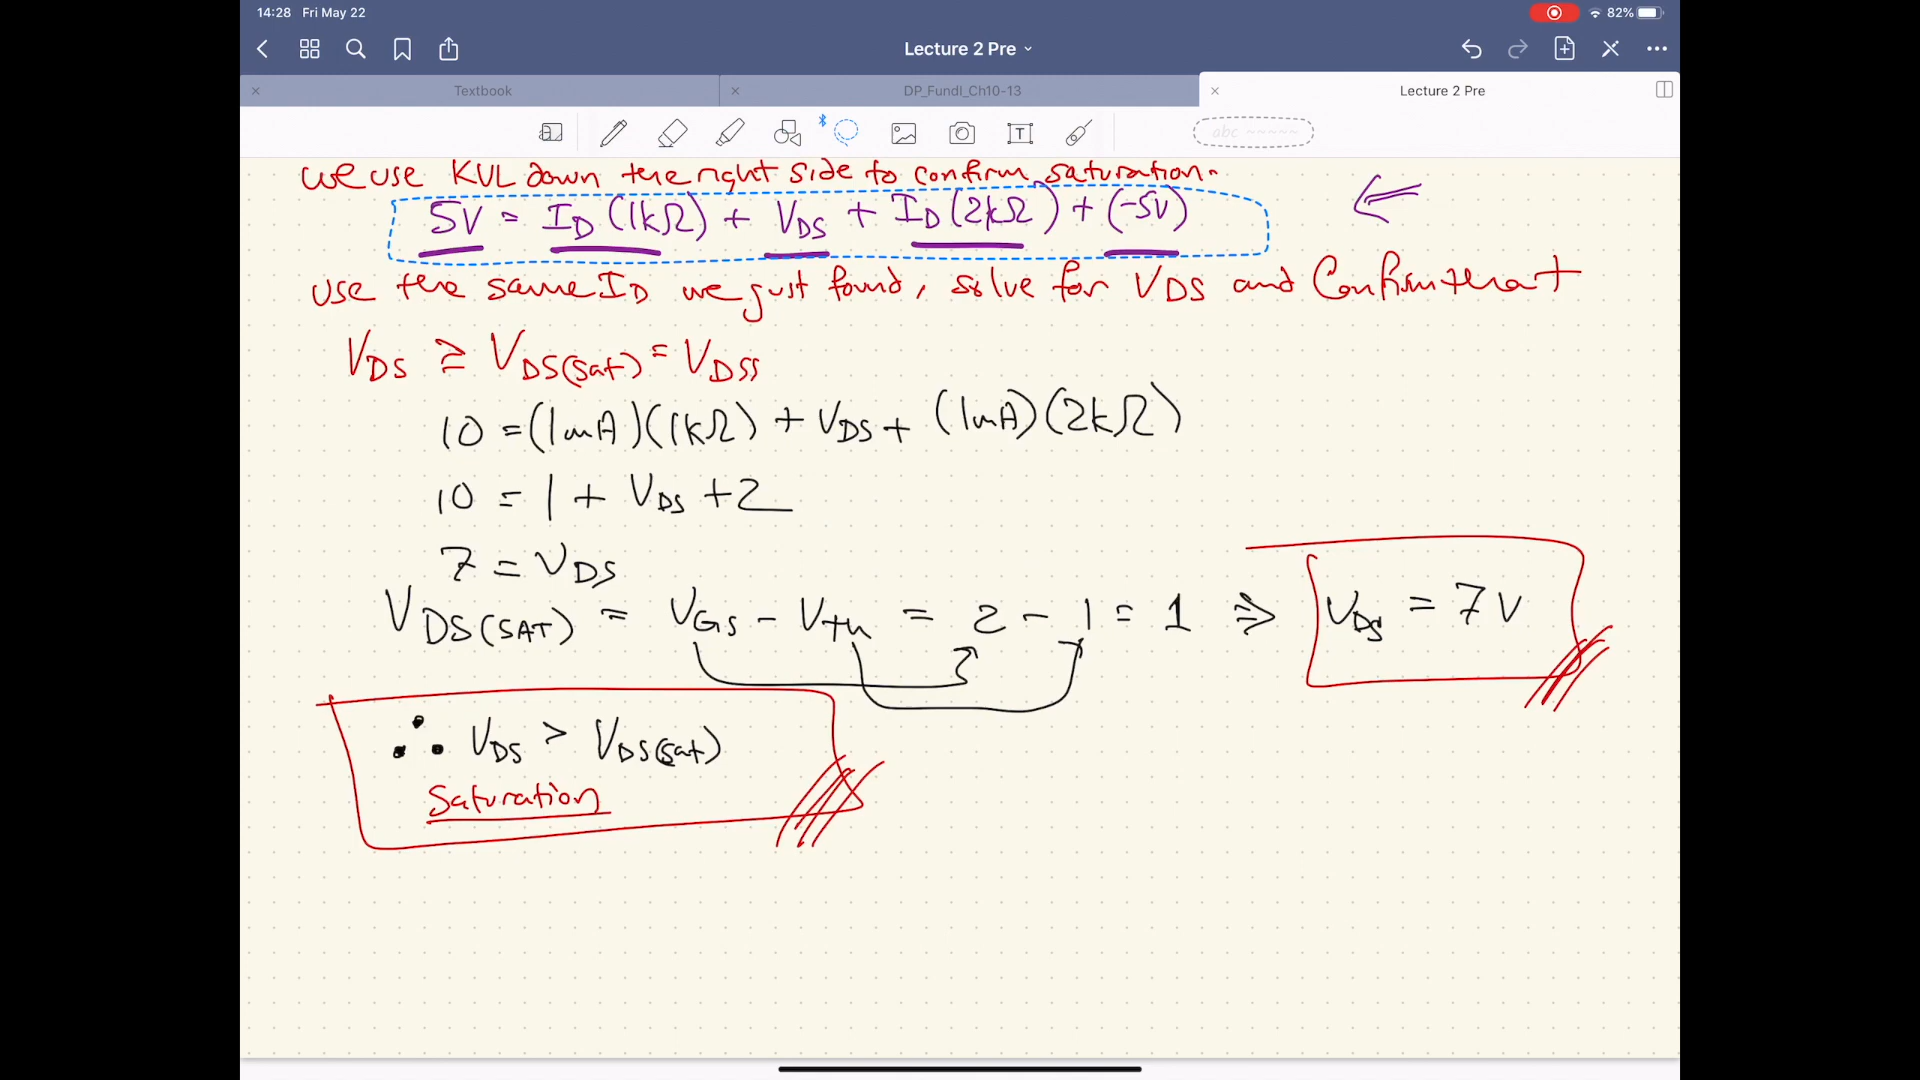 14:28 Fri May 22
82%
Lecture 2 Pre
Textbook
DP_FundI_Ch10-13
Lecture 2 Pre
abc ~~~~~
T
we use KVL down the right side to confirm saturation.
5V = ID (1kΩ) + VDS + ID (2kΩ) + (-5V)
use the same ID we just found, solve for VDS and Confirm that
VDS ≥ VDS(sat) = VDSS
10 = (1mA)(1kΩ) + VDS + (1mA)(2kΩ)
10 = 1 + VDS + 2
7 = VDS
VDS(SAT) = VGS - Vth = 2 - 1 = 1 ⇒ VDS = 7V
∴ VDS > VDS(sat)
Saturation